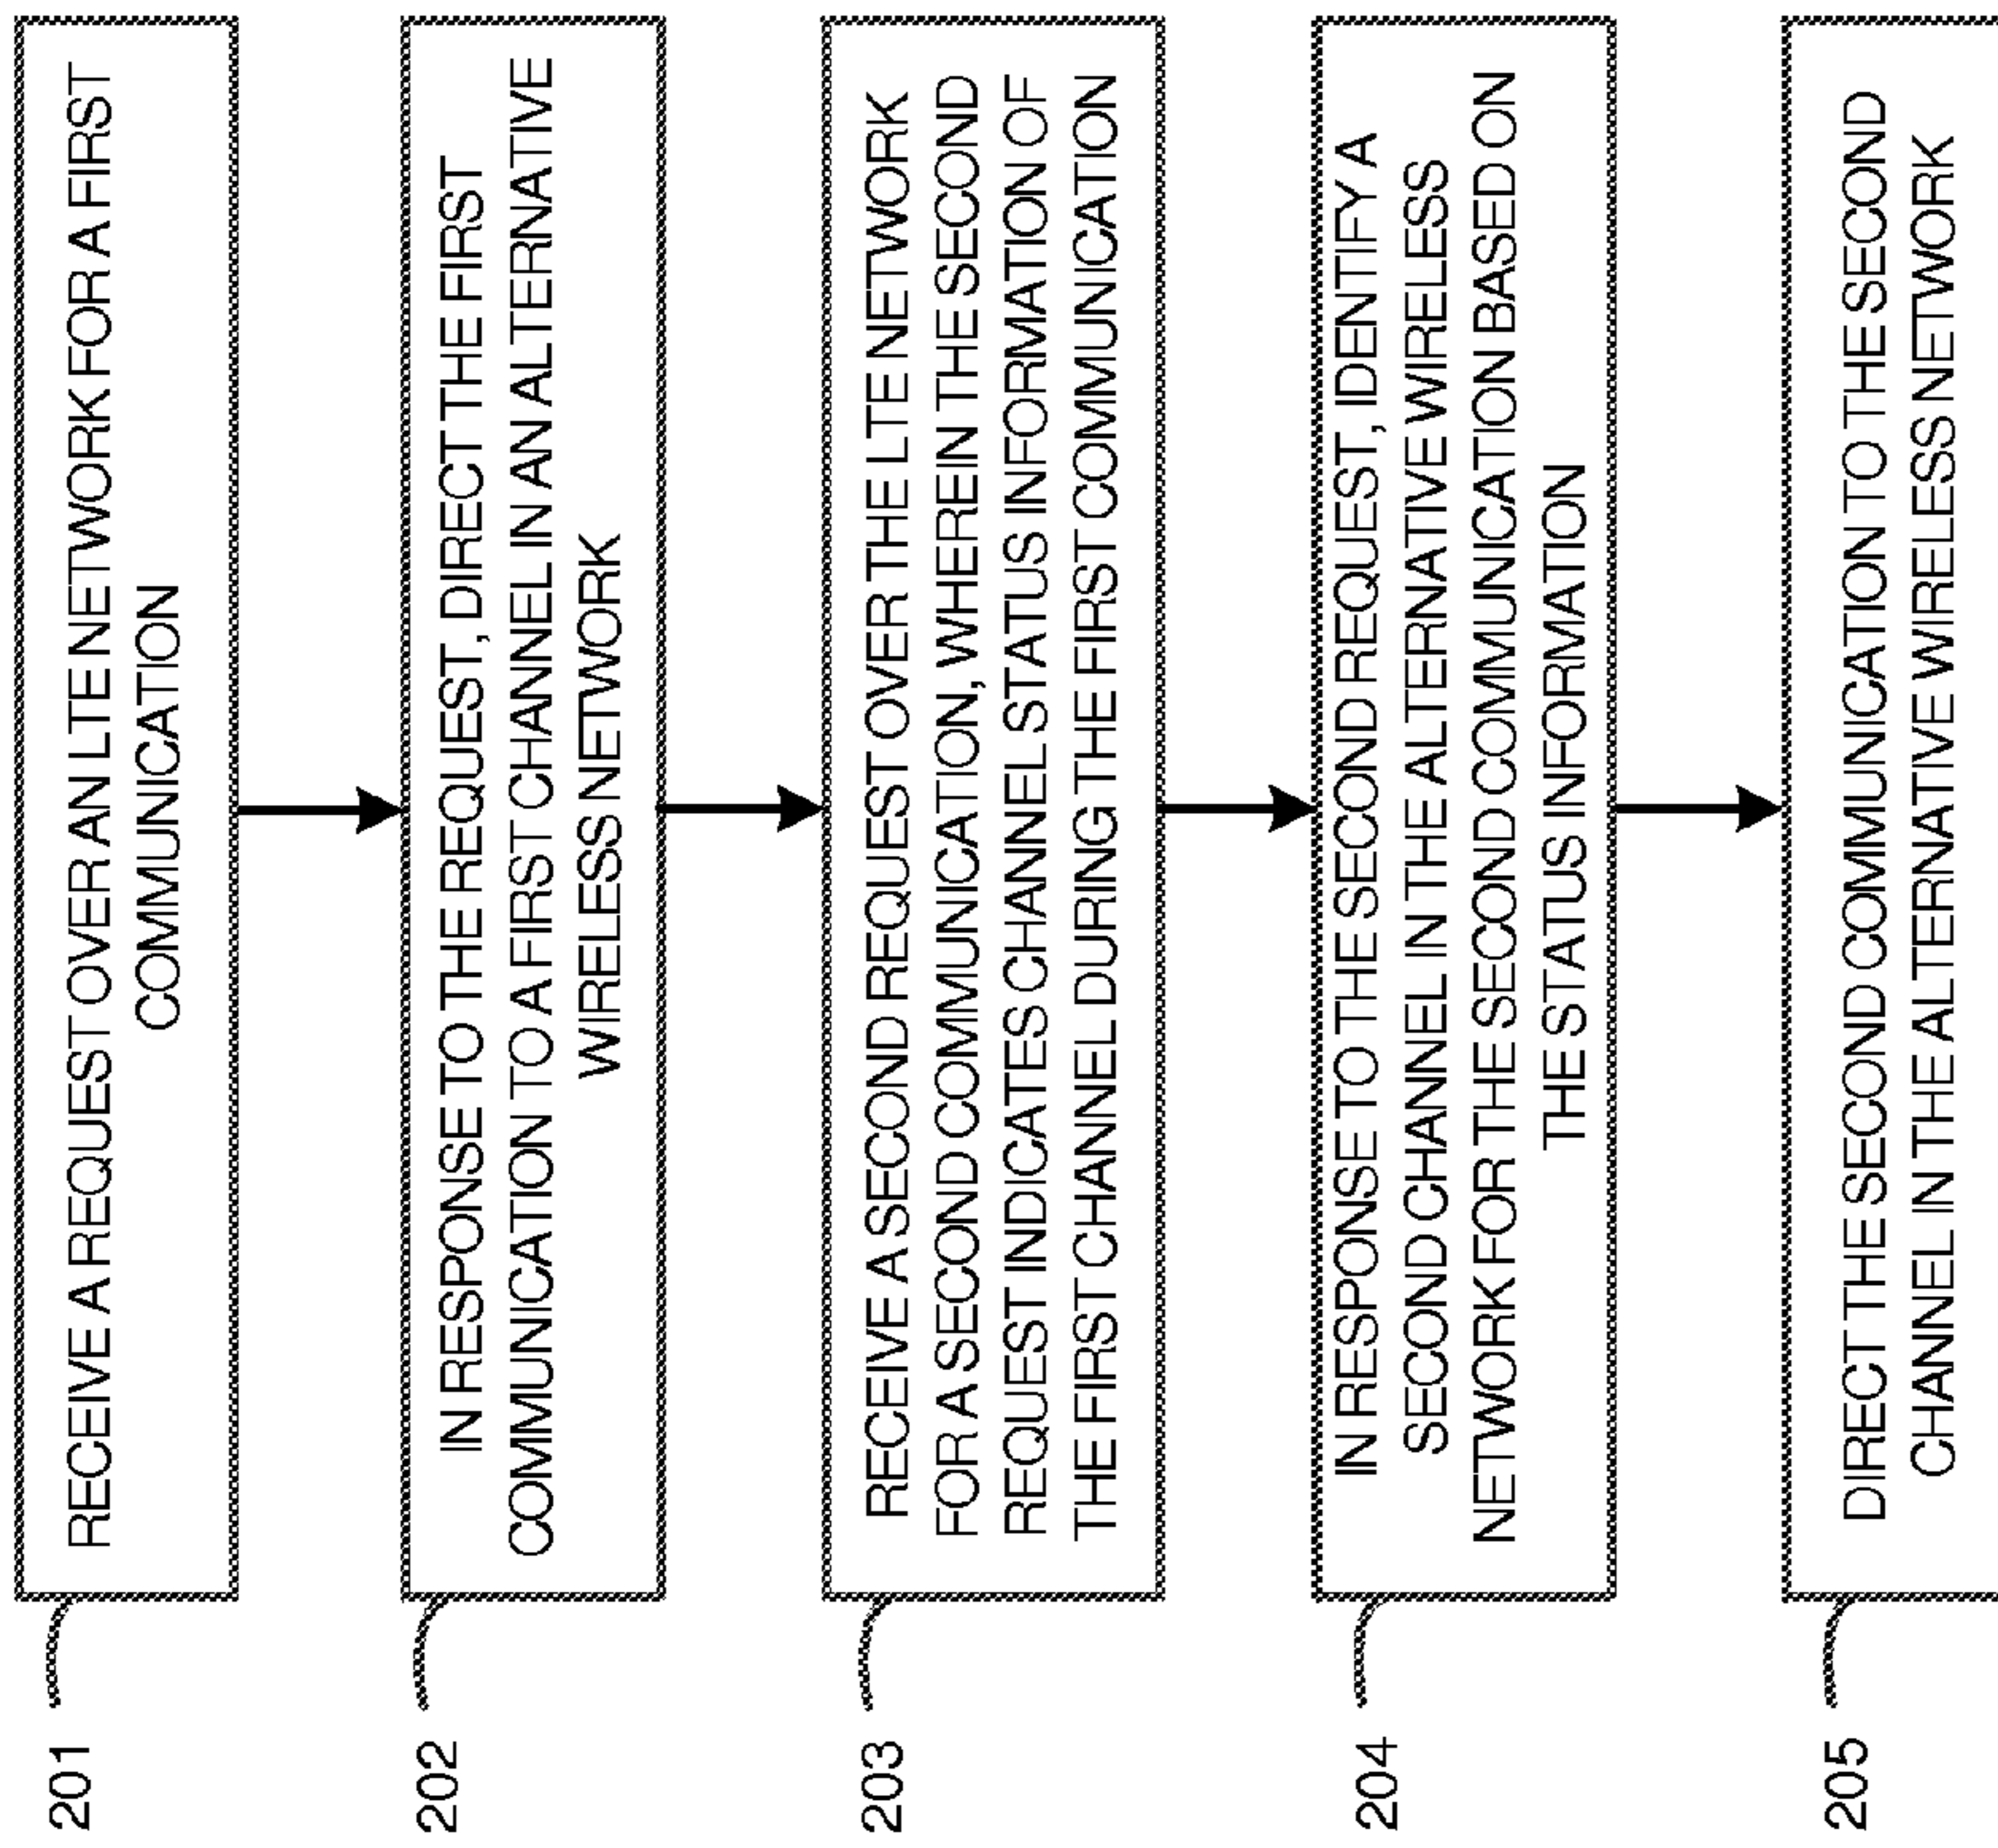 201
RECEIVE A REQUEST OVER AN LTE NETWORK FOR A FIRST
COMMUNICATION
202
IN RESPONSE TO THE REQUEST, DIRECT THE FIRST
COMMUNICATION TO A FIRST CHANNEL IN AN ALTERNATIVE
WIRELESS NETWORK
203
RECEIVE A SECOND REQUEST OVER THE LTE NETWORK
FOR A SECOND COMMUNICATION, WHEREIN THE SECOND
REQUEST INDICATES CHANNEL STATUS INFORMATION OF
THE FIRST CHANNEL DURING THE FIRST COMMUNICATION
204
IN RESPONSE TO THE SECOND REQUEST, IDENTIFY A
SECOND CHANNEL IN THE ALTERNATIVE WIRELESS
NETWORK FOR THE SECOND COMMUNICATION BASED ON
THE STATUS INFORMATION
205
DIRECT THE SECOND COMMUNICATION TO THE SECOND
CHANNEL IN THE ALTERNATIVE WIRELESS NETWORK